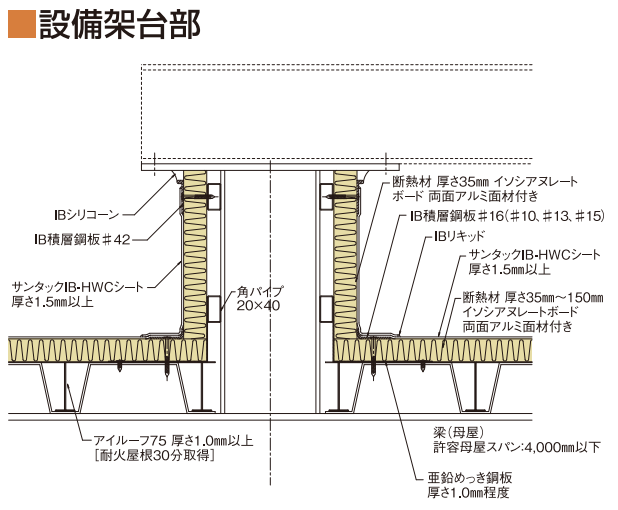 設備架台部
IBシリコーン
IB積層鋼板♯42
サンタックIB・HWCシート
厚さ1.5㎜以上
角パイプ
20×40
断熱材 厚さ35㎜ イソシアヌレート
ボード 両面アルミ面材付き
IB積層鋼板♯16(♯10、♯13、♯15)
IBリキッド
サンタックIB・HWCシート
厚さ1.5㎜以上
断熱材 厚さ35㎜～150㎜
イソシアヌレートボード
両面アルミ面材付き
アイルーフ75 厚さ1.0㎜以上
[耐火屋根30分取得]
梁(母屋)
許容母屋スパン:4,000㎜以下
亜鉛めっき鋼板
厚さ1.0㎜程度